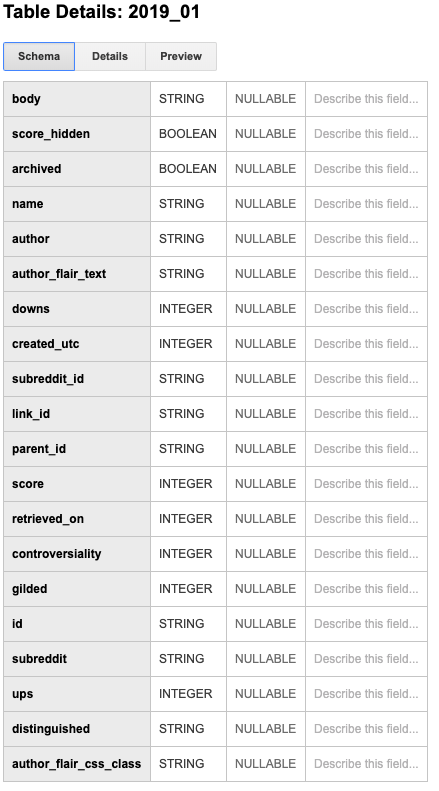 Table Details: 2019_01
Schema Details Preview
body STRING NULLABLE Describe this field...
score_hidden BOOLEAN NULLABLE Describe this field...
archived BOOLEAN NULLABLE Describe this field...
name STRING NULLABLE Describe this field...
author STRING NULLABLE Describe this field...
author_flair_text STRING NULLABLE Describe this field...
downs INTEGER NULLABLE Describe this field...
created_utc INTEGER NULLABLE Describe this field...
subreddit_id STRING NULLABLE Describe this field...
link_id STRING NULLABLE Describe this field...
parent_id STRING NULLABLE Describe this field...
score INTEGER NULLABLE Describe this field...
retrieved_on INTEGER NULLABLE Describe this field...
controversiality INTEGER NULLABLE Describe this field...
gilded INTEGER NULLABLE Describe this field...
id STRING NULLABLE Describe this field...
subreddit STRING NULLABLE Describe this field...
ups INTEGER NULLABLE Describe this field...
distinguished STRING NULLABLE Describe this field...
author_flair_css_class STRING NULLABLE Describe this field...